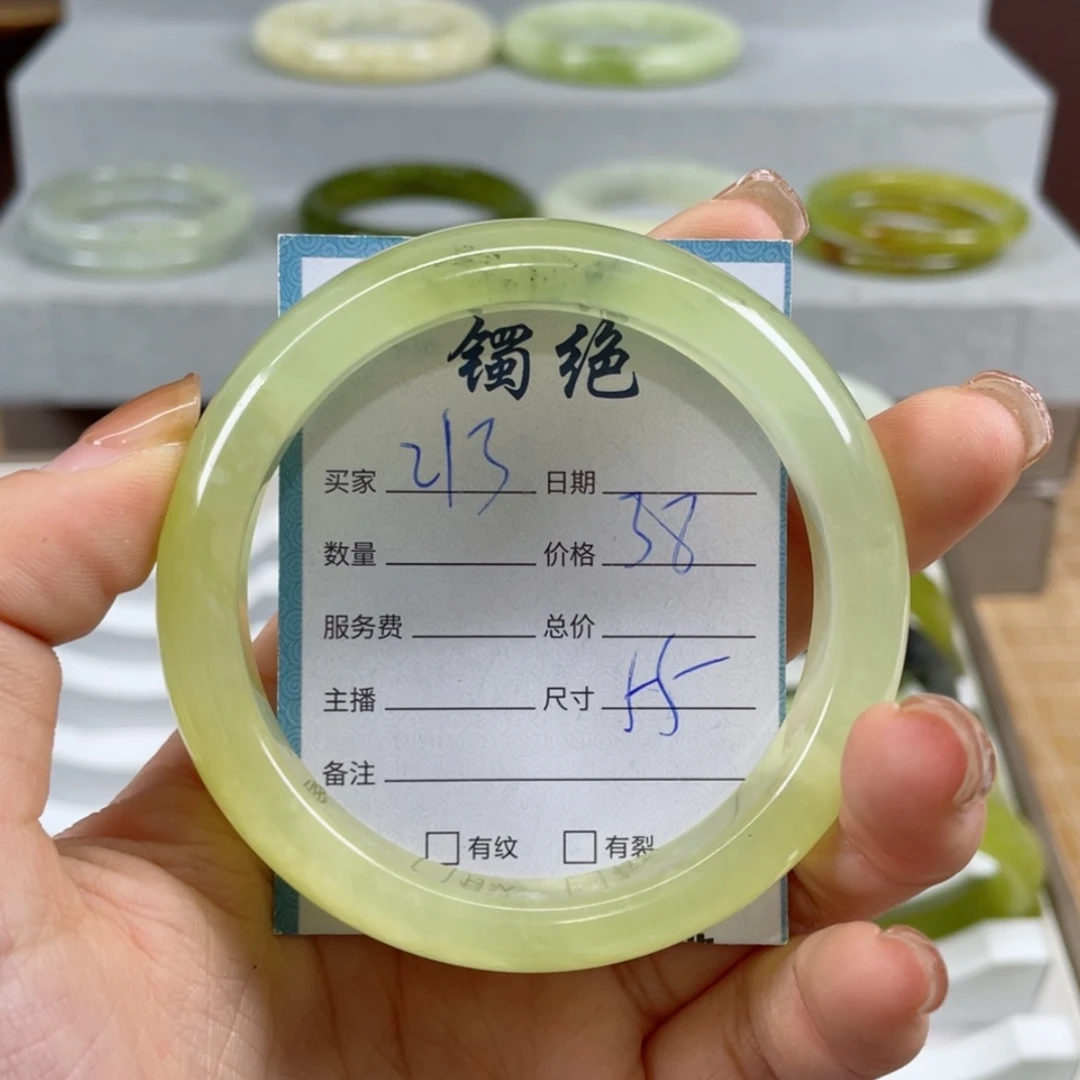 镯绝
买家 213 日期
数量 价格 38
服务费 总价
主播 尺寸 55
备注
有纹 有裂